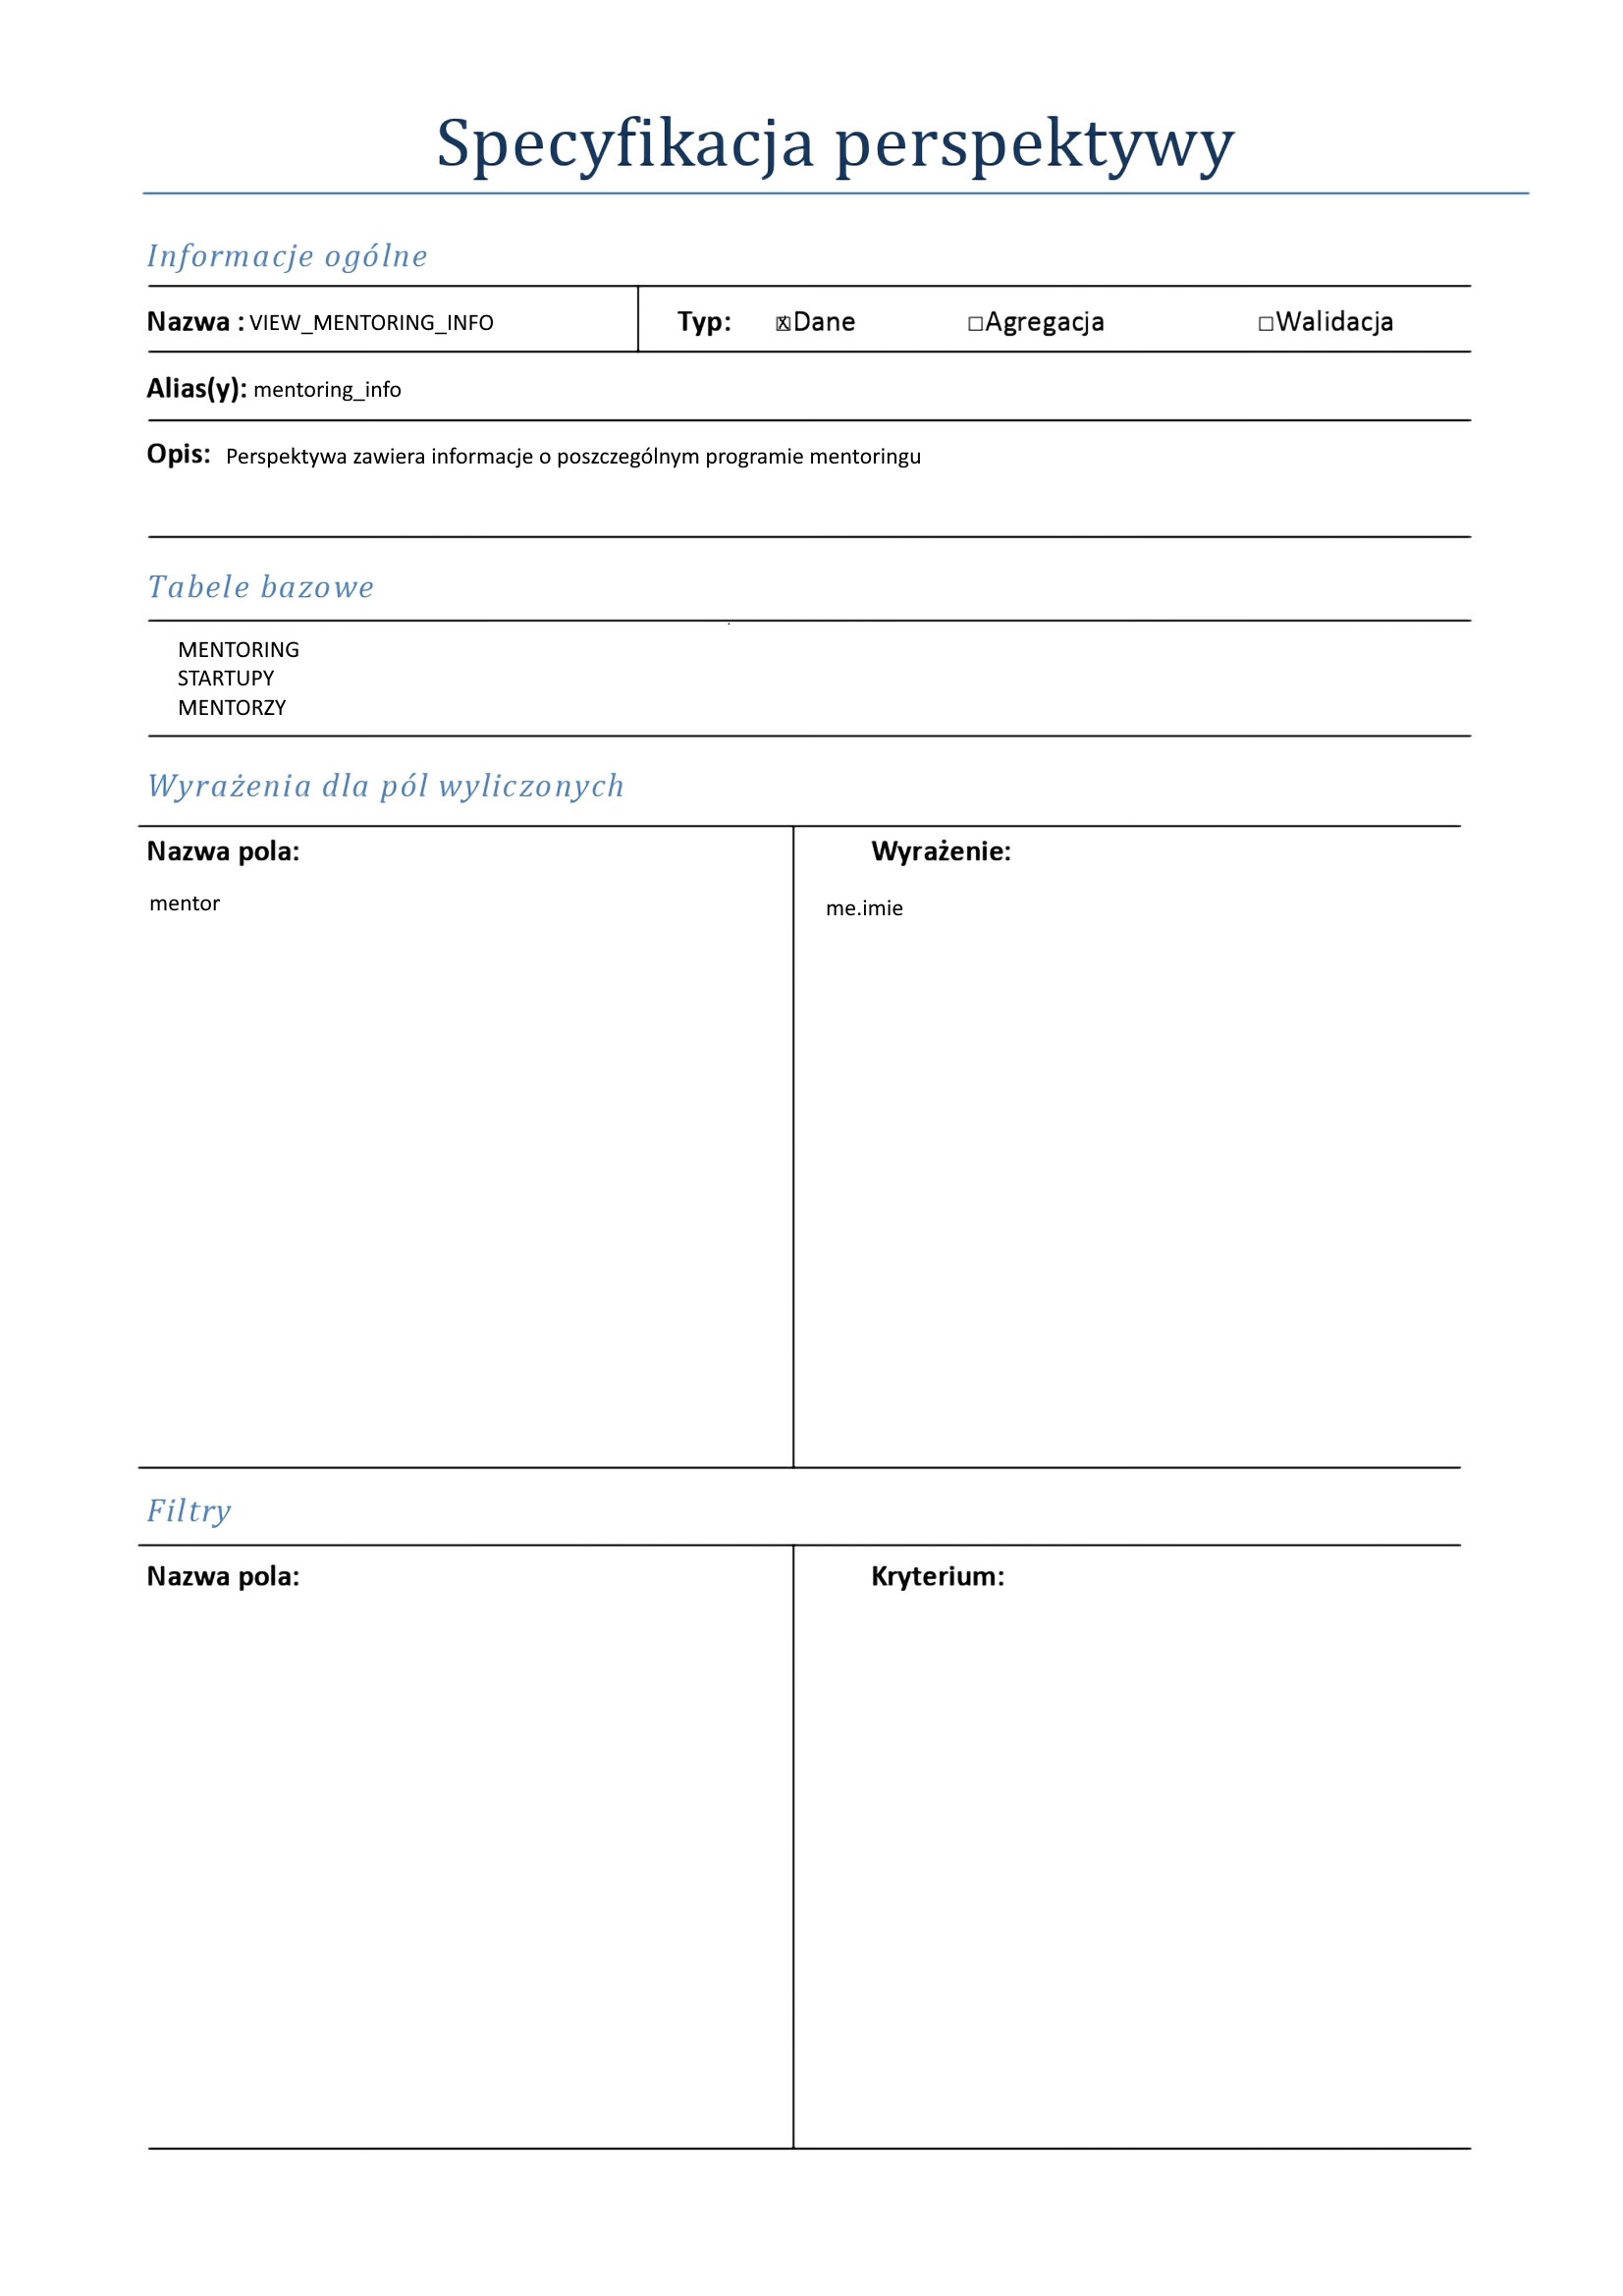 Specyfikacja perspektywy
Informacje ogólne
Nazwa : VIEW_MENTORING_INFO Typ: ☒Dane ☐Agregacja ☐Walidacja
Alias(y): mentoring_info
Opis: Perspektywa zawiera informacje o poszczególnym programie mentoringu
Tabele bazowe
MENTORING
STARTUPY
MENTORZY
Wyrażenia dla pól wyliczonych
Nazwa pola: Wyrażenie:
mentor me.imie
Filtry
Nazwa pola: Kryterium: